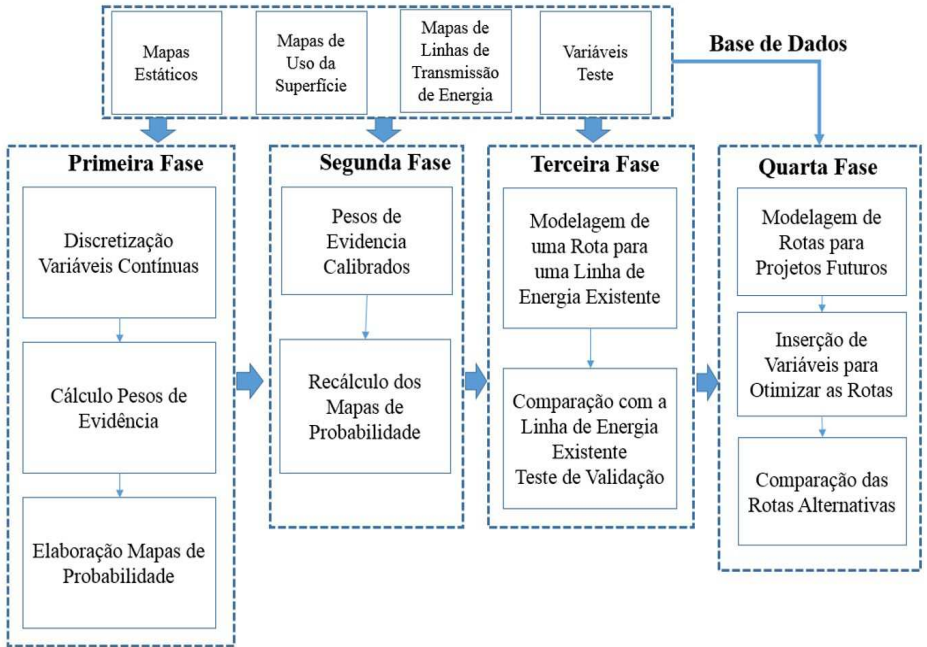 Mapas
Estáticos
Mapas de
Uso da
Superfície
Mapas de
Linhas de
Transmissão
de Energia
Variáveis
Teste
Base de Dados
Primeira Fase
Discretização
Variáveis Contínuas
Cálculo Pesos de
Evidência
Elaboração Mapas de
Probabilidade
Segunda Fase
Pesos de
Evidencia
Calibrados
Recálculo dos
Mapas de
Probabilidade
Terceira Fase
Modelagem de
uma Rota para
uma Linha de
Energia Existente
Comparação com a
Linha de Energia
Existente
Teste de Validação
Quarta Fase
Modelagem de
Rotas para
Projetos Futuros
Inserção de
Variáveis para
Otimizar as Rotas
Comparação das
Rotas Alternativas